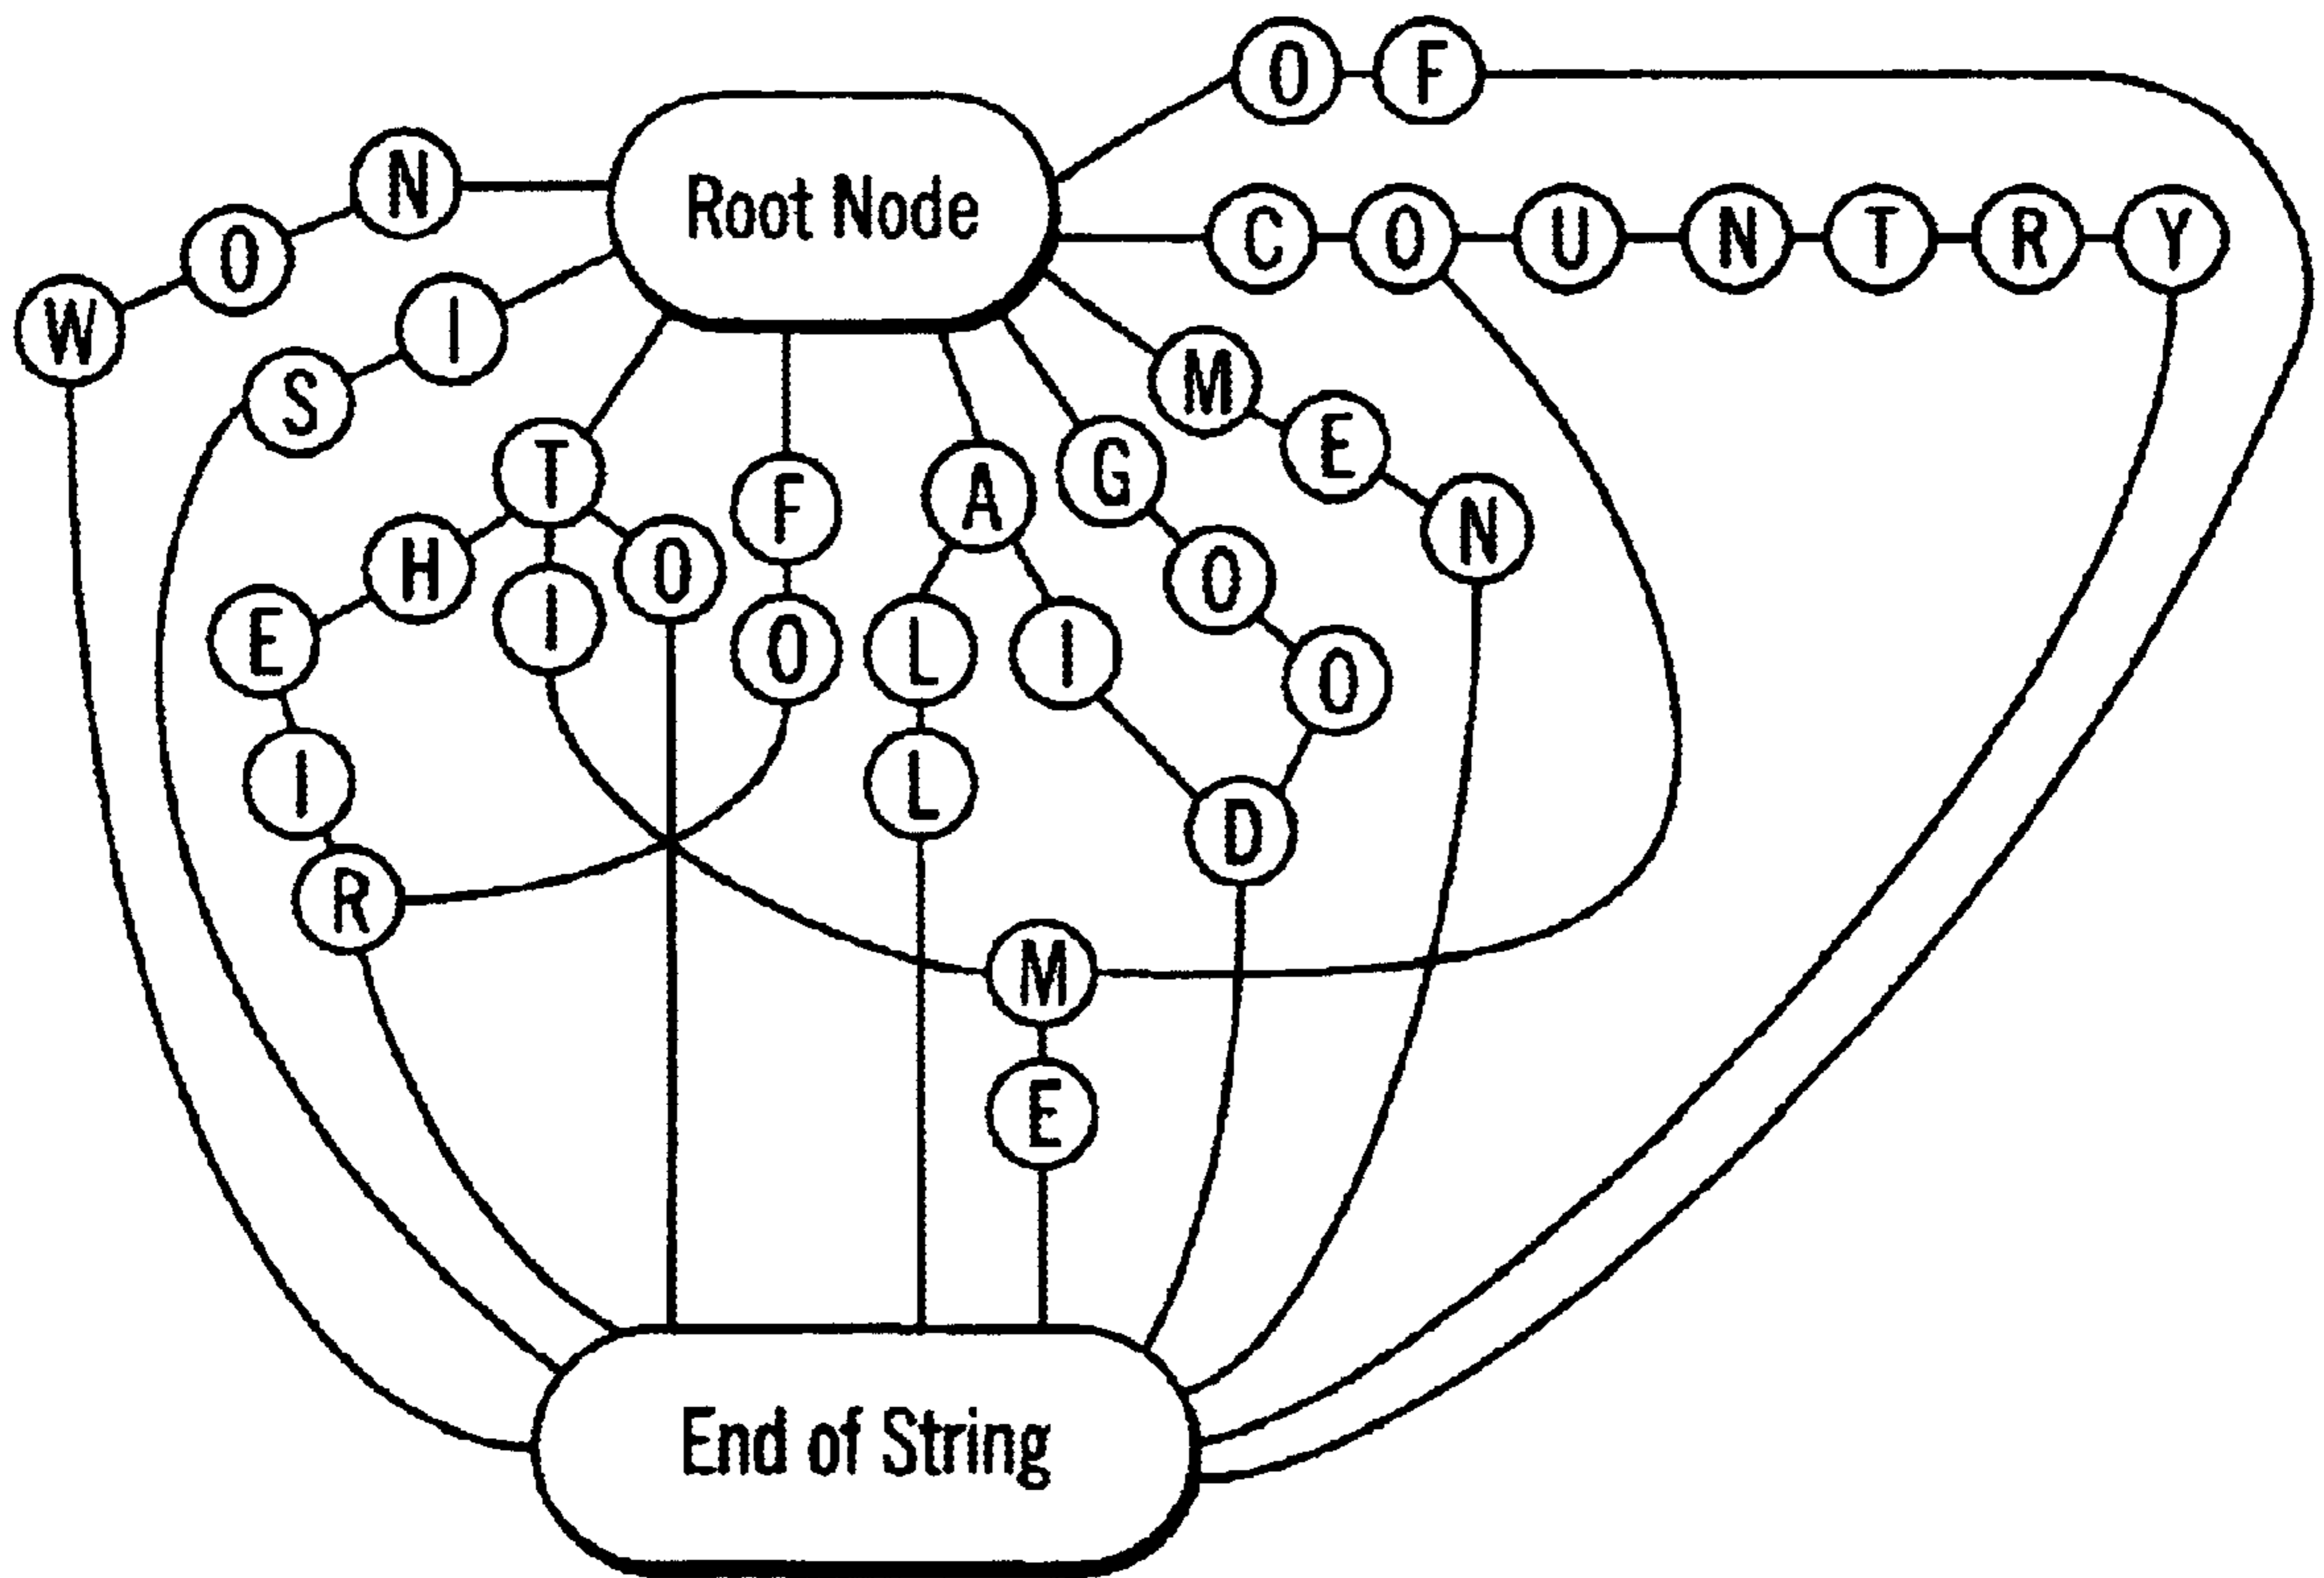 O F
Root Node
N
O
W
C O U N T R Y
I
S
M
E
N
T
H
I
O
E
I
R
F
O
A
L
I
L
G
O
O
D
M
E
End of String